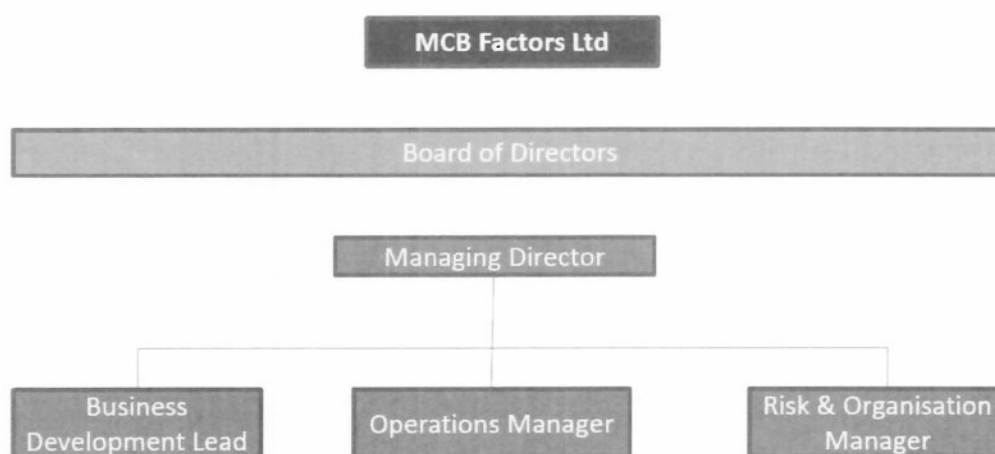 MCB Factors Ltd
Board of Directors
Managing Director
Business
Development Lead
Operations Manager
Risk & Organisation
Manager